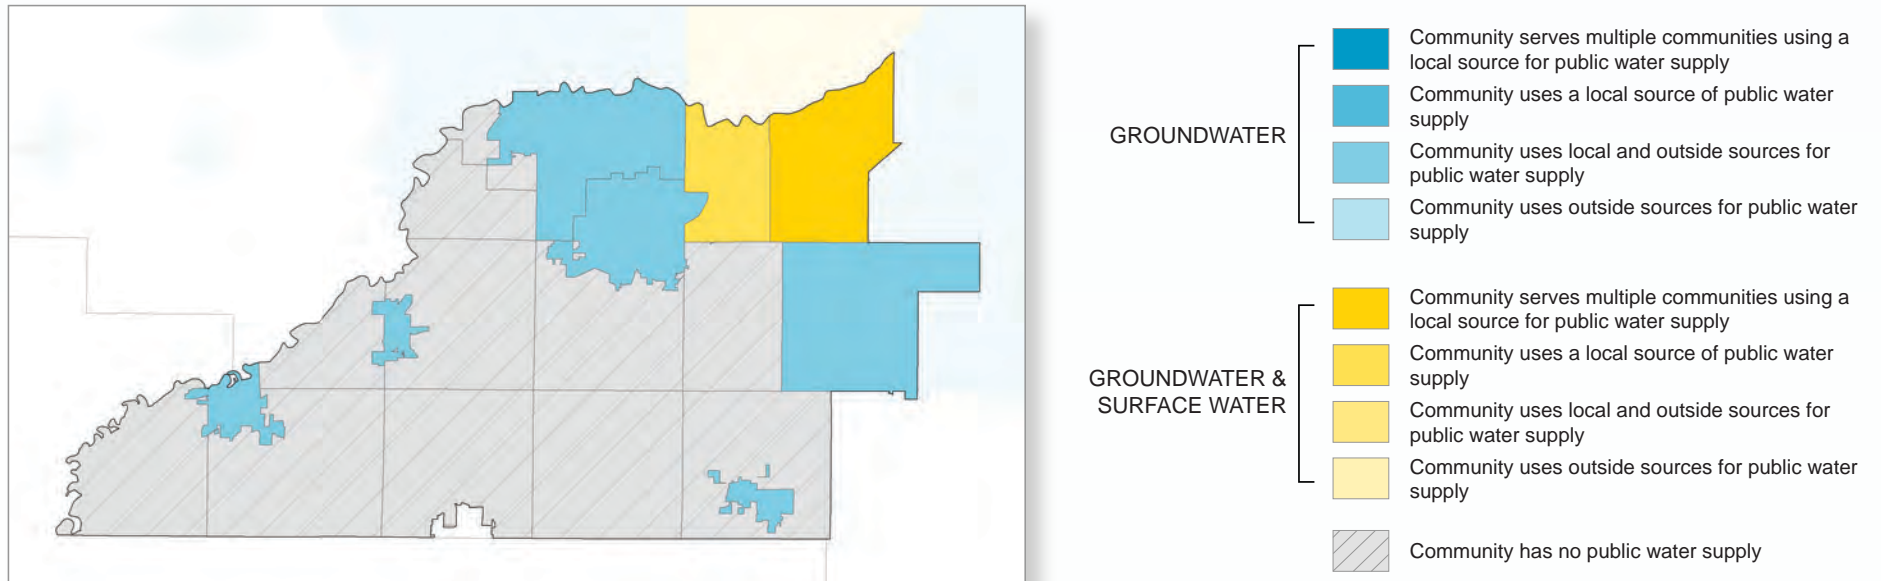 GROUNDWATER
Community serves multiple communities using a
local source for public water supply
Community uses a local source of public water
supply
Community uses local and outside sources for
public water supply
Community uses outside sources for public water
supply
GROUNDWATER &
SURFACE WATER
Community serves multiple communities using a
local source for public water supply
Community uses a local source of public water
supply
Community uses local and outside sources for
public water supply
Community uses outside sources for public water
supply
Community has no public water supply